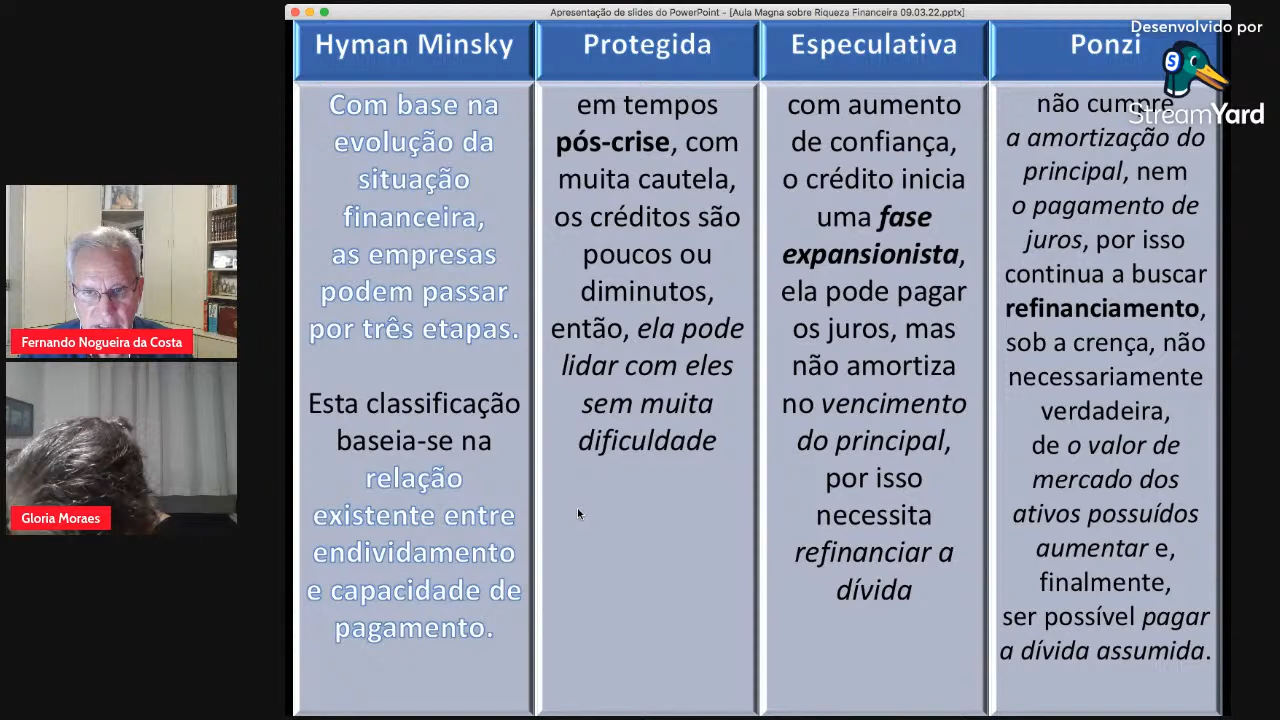 Apresentação de slides do PowerPoint - [Aula Magna sobre Riqueza Financeira 09.03.22.pptx]
Desenvolvido por
StreamYard
Hyman Minsky
Com base na
evolução da
situação
financeira,
as empresas
podem passar
por três etapas.
Esta classificação
baseia-se na
relação
existente entre
endividamento
e capacidade de
pagamento.
Protegida
em tempos
pós-crise, com
muita cautela,
os créditos são
poucos ou
diminutos,
então, ela pode
lidar com eles
sem muita
dificuldade
Especulativa
com aumento
de confiança,
o crédito inicia
uma fase
expansionista,
ela pode pagar
os juros, mas
não amortiza
no vencimento
do principal,
por isso
necessita
refinanciar a
dívida
Ponzi
não cumpre
a amortização do
principal, nem
o pagamento de
juros, por isso
continua a buscar
refinanciamento,
sob a crença, não
necessariamente
verdadeira,
de o valor de
mercado dos
ativos possuídos
aumentar e,
finalmente,
ser possível pagar
a dívida assumida.
Fernando Nogueira da Costa
Gloria Moraes